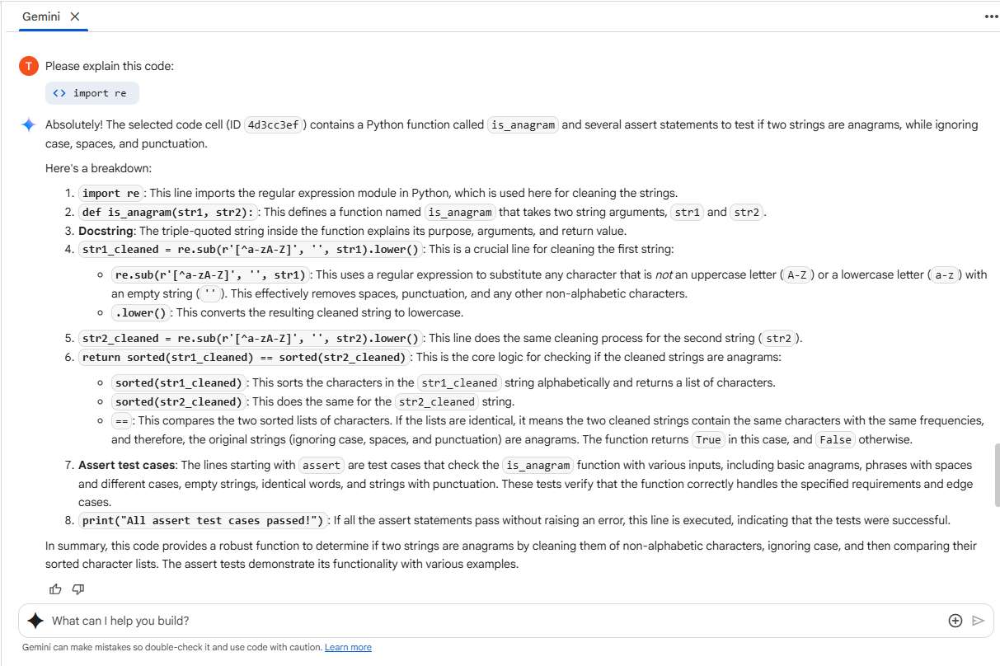 Gemini
T
Please explain this code:
import re
Absolutely! The selected code cell (ID 4d3cc3ef) contains a Python function called is_anagram and several assert statements to test if two strings are anagrams, while ignoring
case, spaces, and punctuation.
Here's a breakdown:
1. import re: This line imports the regular expression module in Python, which is used here for cleaning the strings.
2. def is_anagram(str1, str2):: This defines a function named is_anagram that takes two string arguments, str1 and str2.
3. Docstring: The triple-quoted string inside the function explains its purpose, arguments, and return value.
4. str1_cleaned = re.sub(r'[^a-zA-Z]', '', str1).lower(): This is a crucial line for cleaning the first string:
◦ re.sub(r'[^a-zA-Z]', '', str1): This uses a regular expression to substitute any character that is not an uppercase letter (A-Z) or a lowercase letter (a-z) with
an empty string (''). This effectively removes spaces, punctuation, and any other non-alphabetic characters.
◦ .lower(): This converts the resulting cleaned string to lowercase.
5. str2_cleaned = re.sub(r'[^a-zA-Z]', '', str2).lower(): This line does the same cleaning process for the second string (str2).
6. return sorted(str1_cleaned) == sorted(str2_cleaned): This is the core logic for checking if the cleaned strings are anagrams:
◦ sorted(str1_cleaned): This sorts the characters in the str1_cleaned string alphabetically and returns a list of characters.
◦ sorted(str2_cleaned): This does the same for the str2_cleaned string.
◦ ==: This compares the two sorted lists of characters. If the lists are identical, it means the two cleaned strings contain the same characters with the same frequencies,
and therefore, the original strings (ignoring case, spaces, and punctuation) are anagrams. The function returns True in this case, and False otherwise.
7. Assert test cases: The lines starting with assert are test cases that check the is_anagram function with various inputs, including basic anagrams, phrases with spaces
and different cases, empty strings, identical words, and strings with punctuation. These tests verify that the function correctly handles the specified requirements and edge
cases.
8. print("All assert test cases passed!"): If all the assert statements pass without raising an error, this line is executed, indicating that the tests were successful.
In summary, this code provides a robust function to determine if two strings are anagrams by cleaning them of non-alphabetic characters, ignoring case, and then comparing their
sorted character lists. The assert tests demonstrate its functionality with various examples.
What can I help you build?
Gemini can make mistakes so double-check it and use code with caution. Learn more